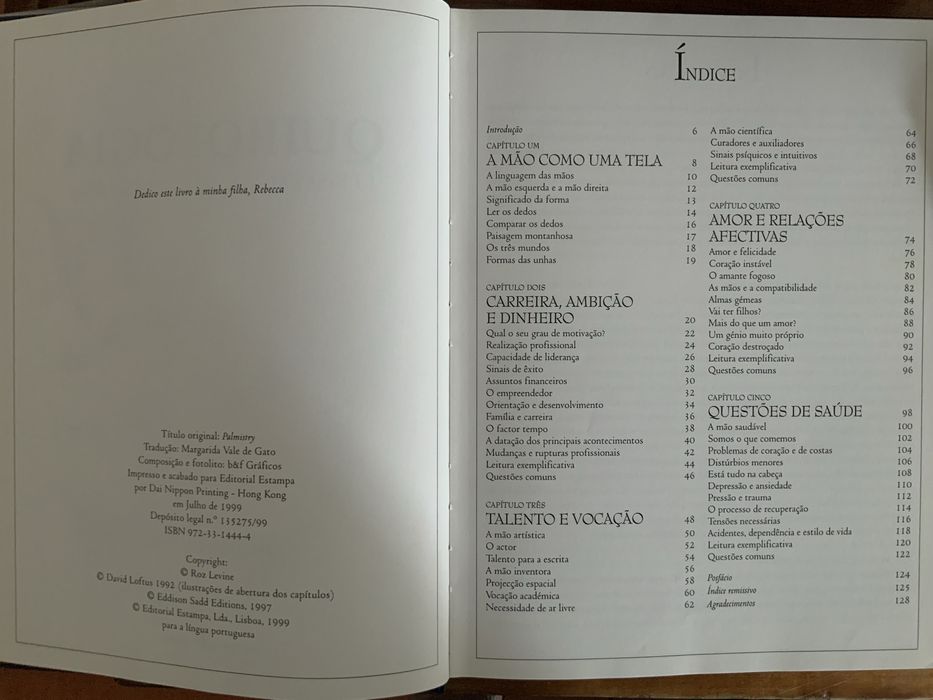 Dedico este livro à minha filha, Rebecca
Título original: Palmistry
Tradução: Margarida Vale de Gato
Composição e fotolito: b&f Gráficos
Impresso e acabado para Editorial Estampa
por Dai Nippon Printing - Hong Kong
em Julho de 1999
Depósito legal n.º 135275/99
ISBN 972-33-1444-4
Copyright:
© Roz Levine
© David Loftus 1992 (ilustrações de abertura dos capítulos)
© Eddison Sadd Editions, 1997
© Editorial Estampa, Lda., Lisboa, 1999
para a língua portuguesa
ÍNDICE
Introdução 6
CAPÍTULO UM
A MÃO COMO UMA TELA 8
A linguagem das mãos 10
A mão esquerda e a mão direita 12
Significado da forma 13
Ler os dedos 14
Comparar os dedos 16
Paisagem montanhosa 17
Os três mundos 18
Formas das unhas 19
CAPÍTULO DOIS
CARREIRA, AMBIÇÃO
E DINHEIRO 20
Qual o seu grau de motivação? 22
Realização profissional 24
Capacidade de liderança 26
Sinais de êxito 28
Assuntos financeiros 30
O empreendedor 32
Orientação e desenvolvimento 34
Família e carreira 36
O factor tempo 38
A datação dos principais acontecimentos 40
Mudanças e rupturas profissionais 42
Leitura exemplificativa 44
Questões comuns 46
CAPÍTULO TRÊS
TALENTO E VOCAÇÃO 48
A mão artística 50
O actor 52
Talento para a escrita 54
A mão inventora 56
Projecção espacial 58
Vocação académica 60
Necessidade de ar livre 62
A mão científica 64
Curadores e auxiliadores 66
Sinais psíquicos e intuitivos 68
Leitura exemplificativa 70
Questões comuns 72
CAPÍTULO QUATRO
AMOR E RELAÇÕES
AFECTIVAS 74
Amor e felicidade 76
Coração instável 78
O amante fogoso 80
As mãos e a compatibilidade 82
Almas gémeas 84
Vai ter filhos? 86
Mais do que um amor? 88
Um génio muito próprio 90
Coração destroçado 92
Leitura exemplificativa 94
Questões comuns 96
CAPÍTULO CINCO
QUESTÕES DE SAÚDE 98
A mão saudável 100
Somos o que comemos 102
Problemas de coração e de costas 104
Distúrbios menores 106
Está tudo na cabeça 108
Depressão e ansiedade 110
Pressão e trauma 112
O processo de recuperação 114
Tensões necessárias 116
Acidentes, dependência e estilo de vida 118
Leitura exemplificativa 120
Questões comuns 122
Posfácio 124
Índice remissivo 125
Agradecimentos 128